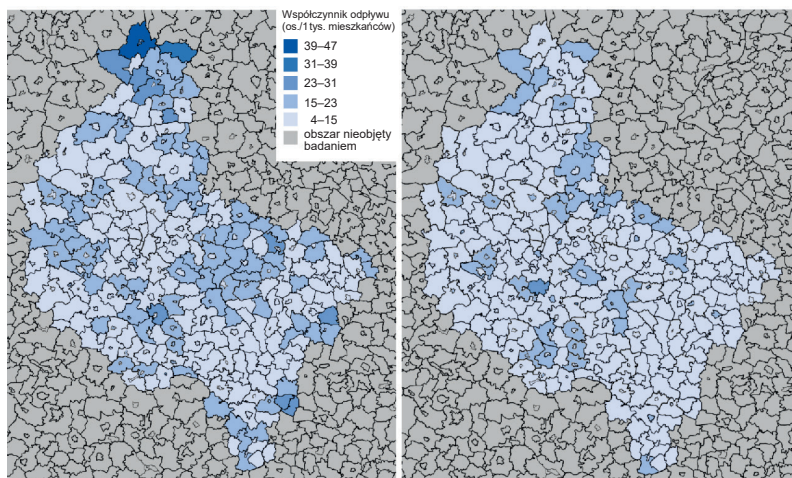 Współczynnik odpływu
(os./1tys. mieszkańców)
39–47
31–39
23–31
15–23
4–15
obszar nieobjęty
badaniem